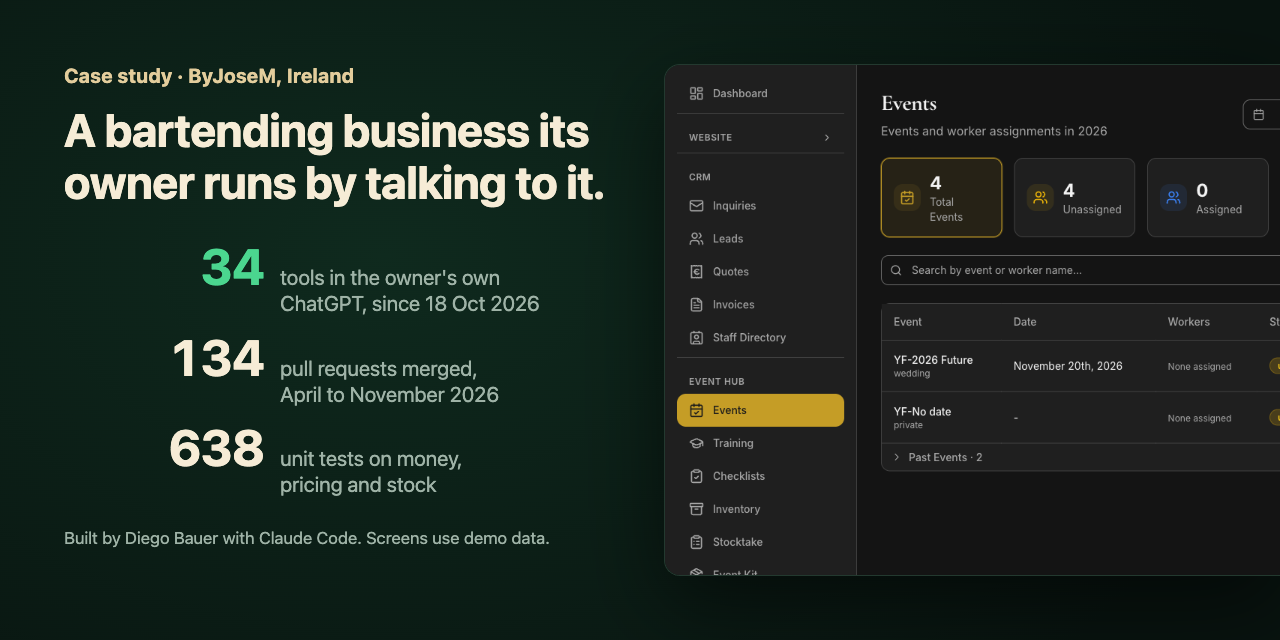 Case study · ByJoseM, Ireland
A bartending business its
owner runs by talking to it.
34
tools in the owner's own
ChatGPT, since 18 Oct 2026
134
pull requests merged,
April to November 2026
638
unit tests on money,
pricing and stock
Built by Diego Bauer with Claude Code. Screens use demo data.
Dashboard
WEBSITE
CRM
Inquiries
Leads
Quotes
Invoices
Staff Directory
EVENT HUB
Events
Training
Checklists
Inventory
Stocktake
Event Kit
Events
Events and worker assignments in 2026
4
Total
Events
4
Unassigned
0
Assigned
Search by event or worker name...
Event Date Workers St
YF-2026 Future
wedding
November 20th, 2026
None assigned
YF-No date
private
-
None assigned
Past Events · 2